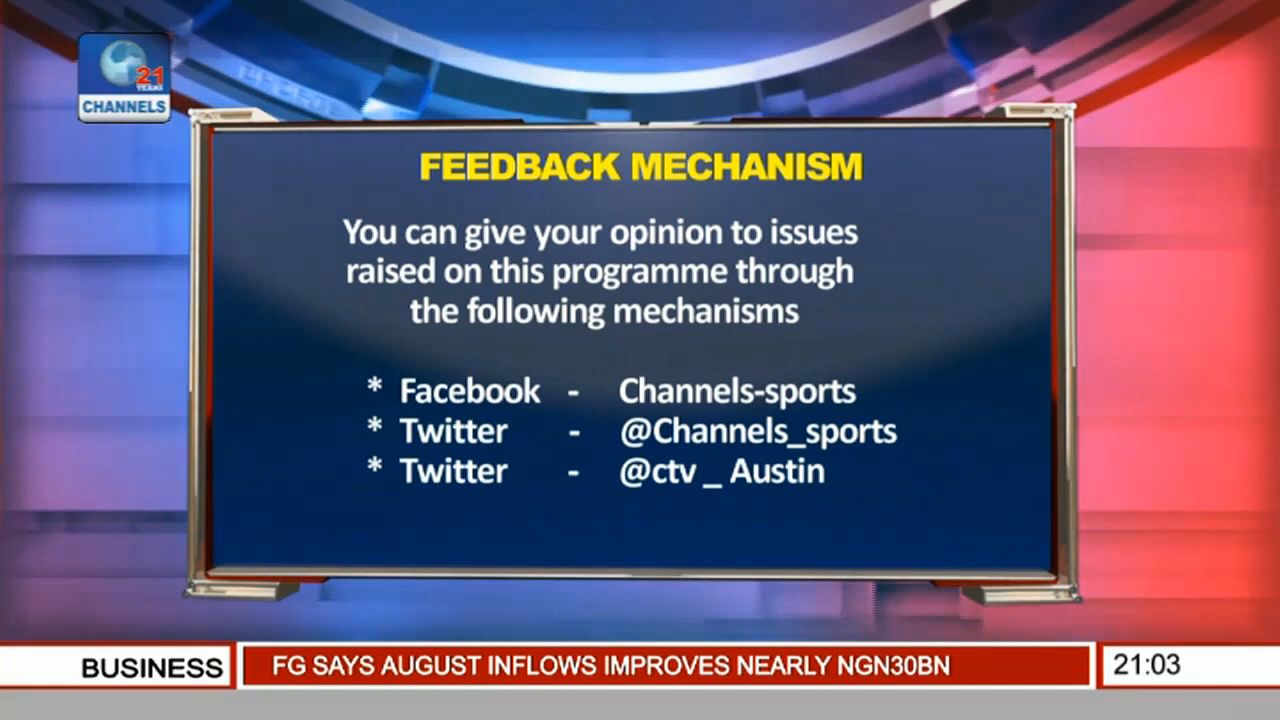 21
YEARS
CHANNELS
FEEDBACK MECHANISM
You can give your opinion to issues
raised on this programme through
the following mechanisms
* Facebook - Channels-sports
* Twitter - @Channels_sports
* Twitter - @ctv _ Austin
BUSINESS
FG SAYS AUGUST INFLOWS IMPROVES NEARLY NGN30BN
21:03